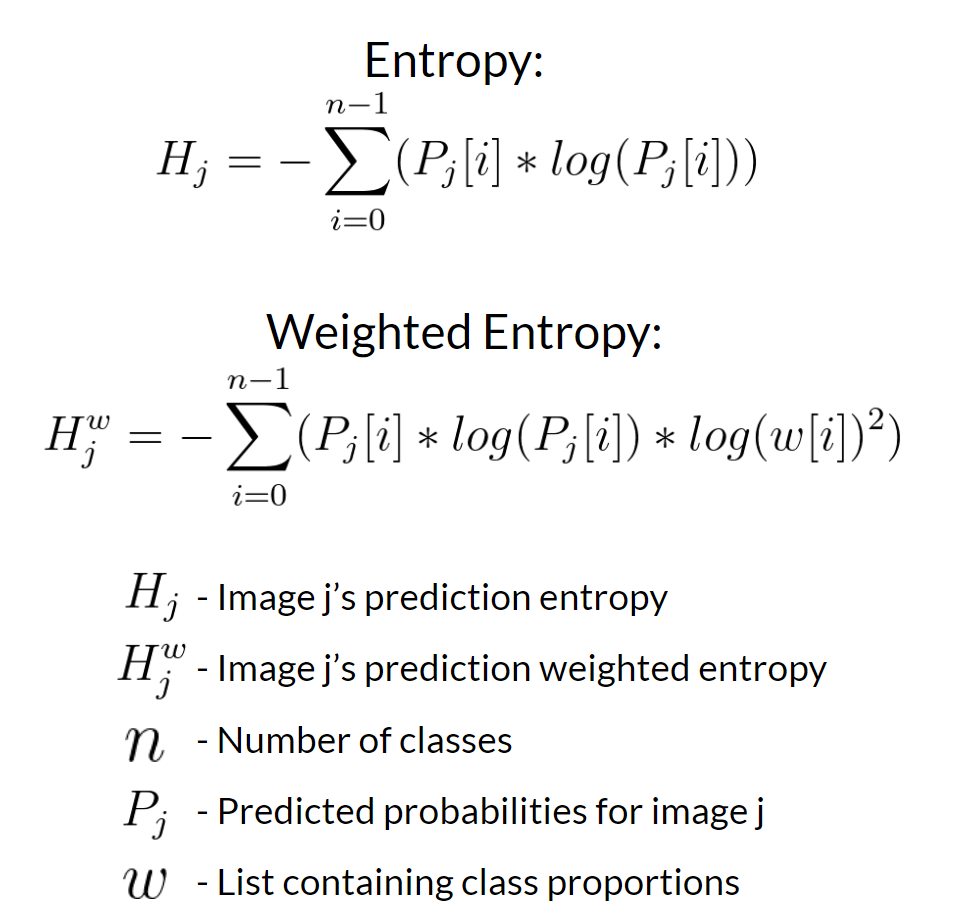 Entropy:
$H_j = -\sum_{i=0}^{n-1}(P_j[i] * log(P_j[i]))$
Weighted Entropy:
$H_j^w = -\sum_{i=0}^{n-1}(P_j[i] * log(P_j[i]) * log(w[i])^2)$
$H_j$ - Image j’s prediction entropy
$H_j^w$ - Image j’s prediction weighted entropy
$n$ - Number of classes
$P_j$ - Predicted probabilities for image j
$w$ - List containing class proportions